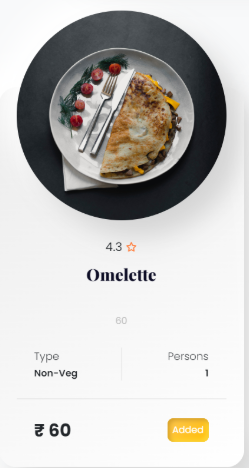 4.3
Omelette
60
Type Persons
Non-Veg 1
₹ 60 Added